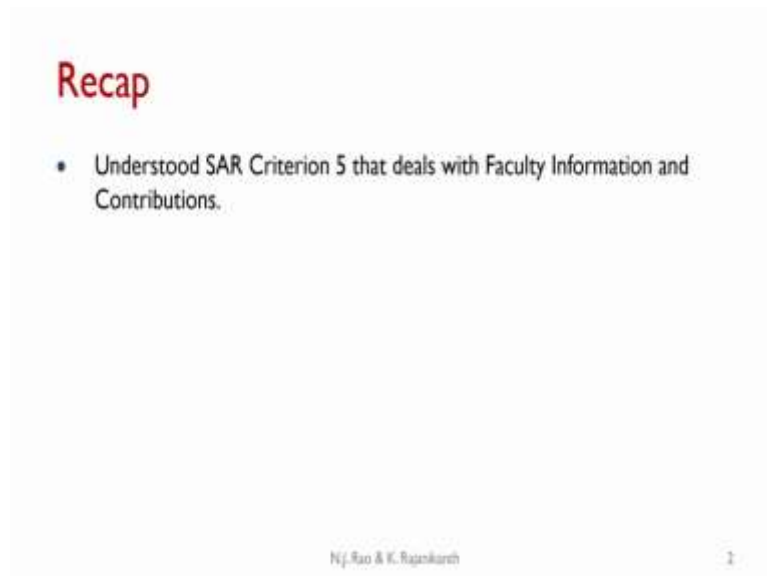 Recap
• Understood SAR Criterion 5 that deals with Faculty Information and
Contributions.
N.J. Rao & K. Rajanikanth
2